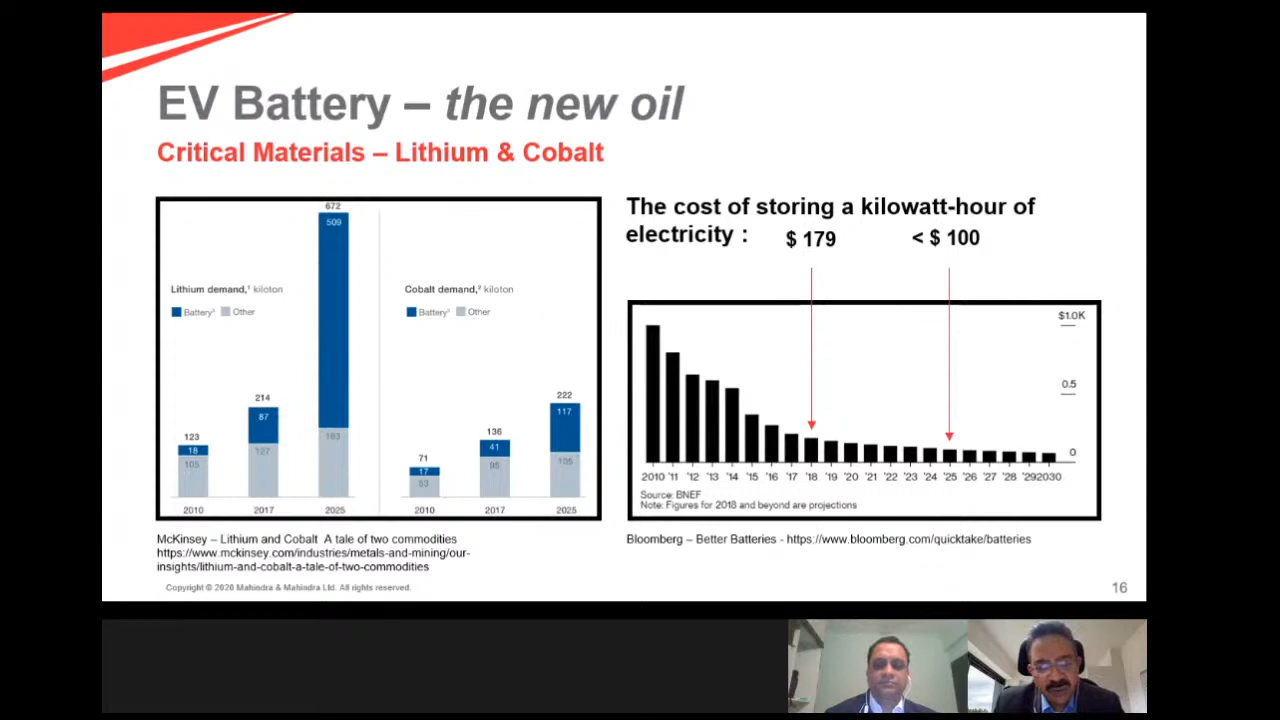 EV Battery – the new oil
Critical Materials – Lithium & Cobalt
672
509
Lithium demand,¹ kiloton
Battery³ Other
214
87
123
18
105
127
163
2010 2017 2025
Cobalt demand,² kiloton
Battery³ Other
222
117
136
41
71
17
53
95
105
2010 2017 2025
McKinsey – Lithium and Cobalt A tale of two commodities
https://www.mckinsey.com/industries/metals-and-mining/our-
insights/lithium-and-cobalt-a-tale-of-two-commodities
The cost of storing a kilowatt-hour of
electricity : $ 179 < $ 100
$1.0K
0.5
0
2010 '11 '12 '13 '14 '15 '16 '17 '18 '19 '20 '21 '22 '23 '24 '25 '26 '27 '28 '29 2030
Source: BNEF
Note: Figures for 2018 and beyond are projections
Bloomberg – Better Batteries - https://www.bloomberg.com/quicktake/batteries
Copyright © 2020 Mahindra & Mahindra Ltd. All rights reserved.
16